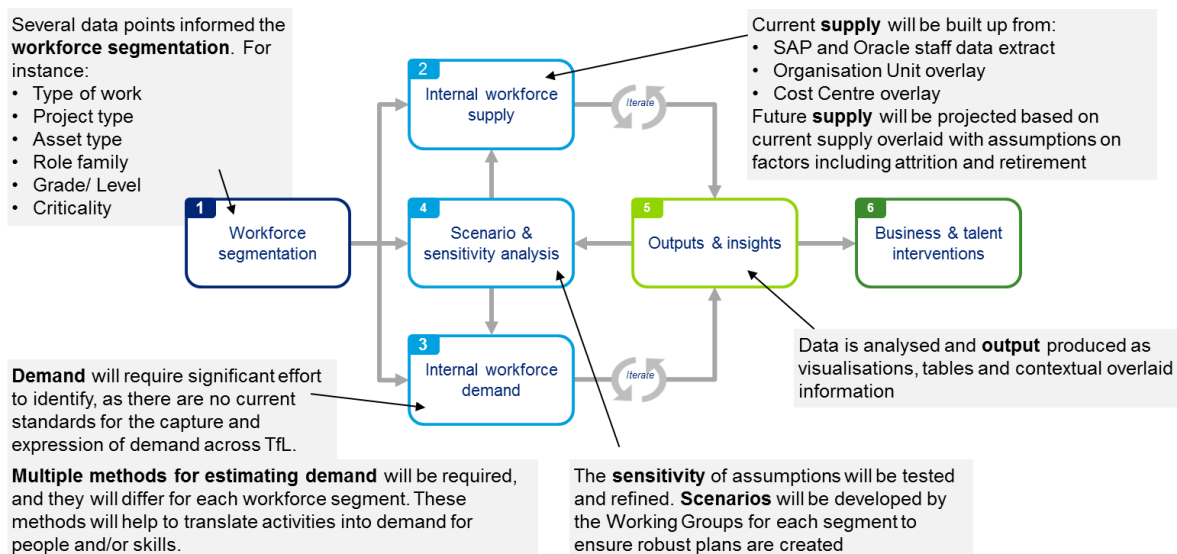 Several data points informed the
workforce segmentation. For
instance:
• Type of work
• Project type
• Asset type
• Role family
• Grade/ Level
• Criticality
Current supply will be built up from:
• SAP and Oracle staff data extract
• Organisation Unit overlay
• Cost Centre overlay
Future supply will be projected based on
current supply overlaid with assumptions on
factors including attrition and retirement
2
Internal workforce
supply
Iterate
1
Workforce
segmentation
4
Scenario &
sensitivity analysis
5
Outputs & insights
6
Business & talent
interventions
3
Internal workforce
demand
Iterate
Data is analysed and output produced as
visualisations, tables and contextual overlaid
information
Demand will require significant effort
to identify, as there are no current
standards for the capture and
expression of demand across TfL.
Multiple methods for estimating demand will be required,
and they will differ for each workforce segment. These
methods will help to translate activities into demand for
people and/or skills.
The sensitivity of assumptions will be tested
and refined. Scenarios will be developed by
the Working Groups for each segment to
ensure robust plans are created